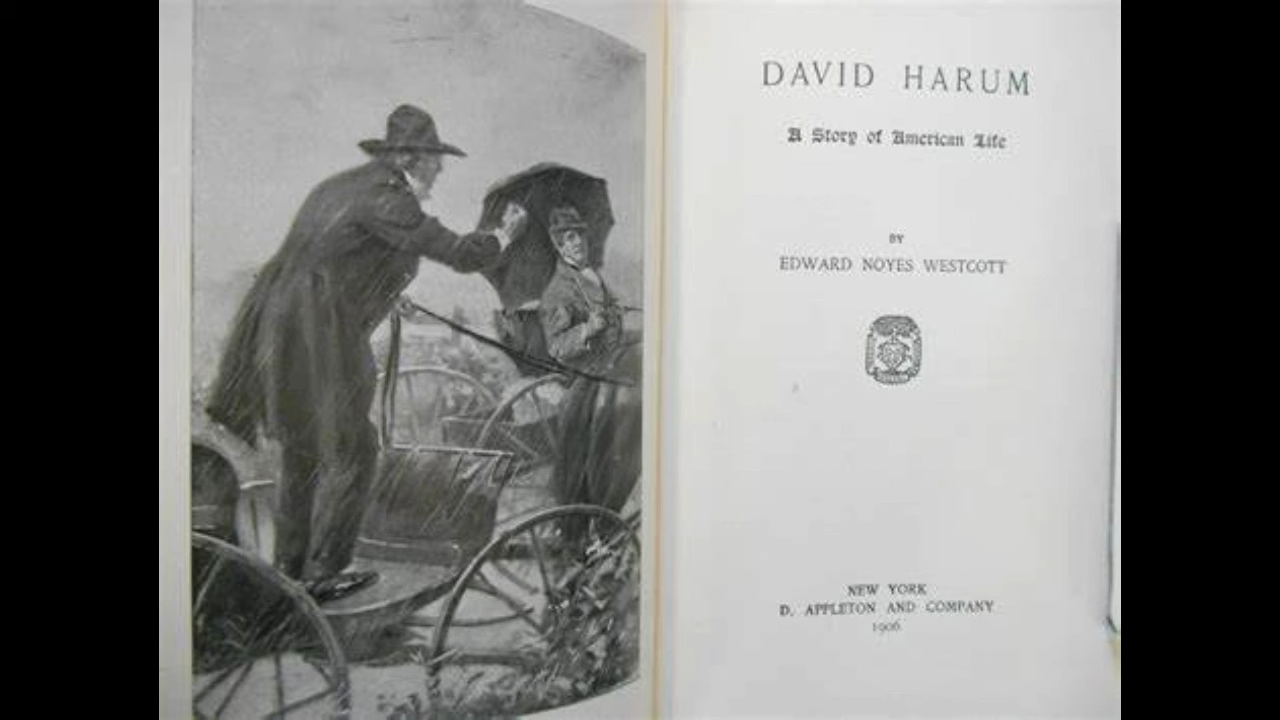 DAVID HARUM
A Story of American Life
BY
EDWARD NOYES WESTCOTT
NEW YORK
D. APPLETON AND COMPANY
1906